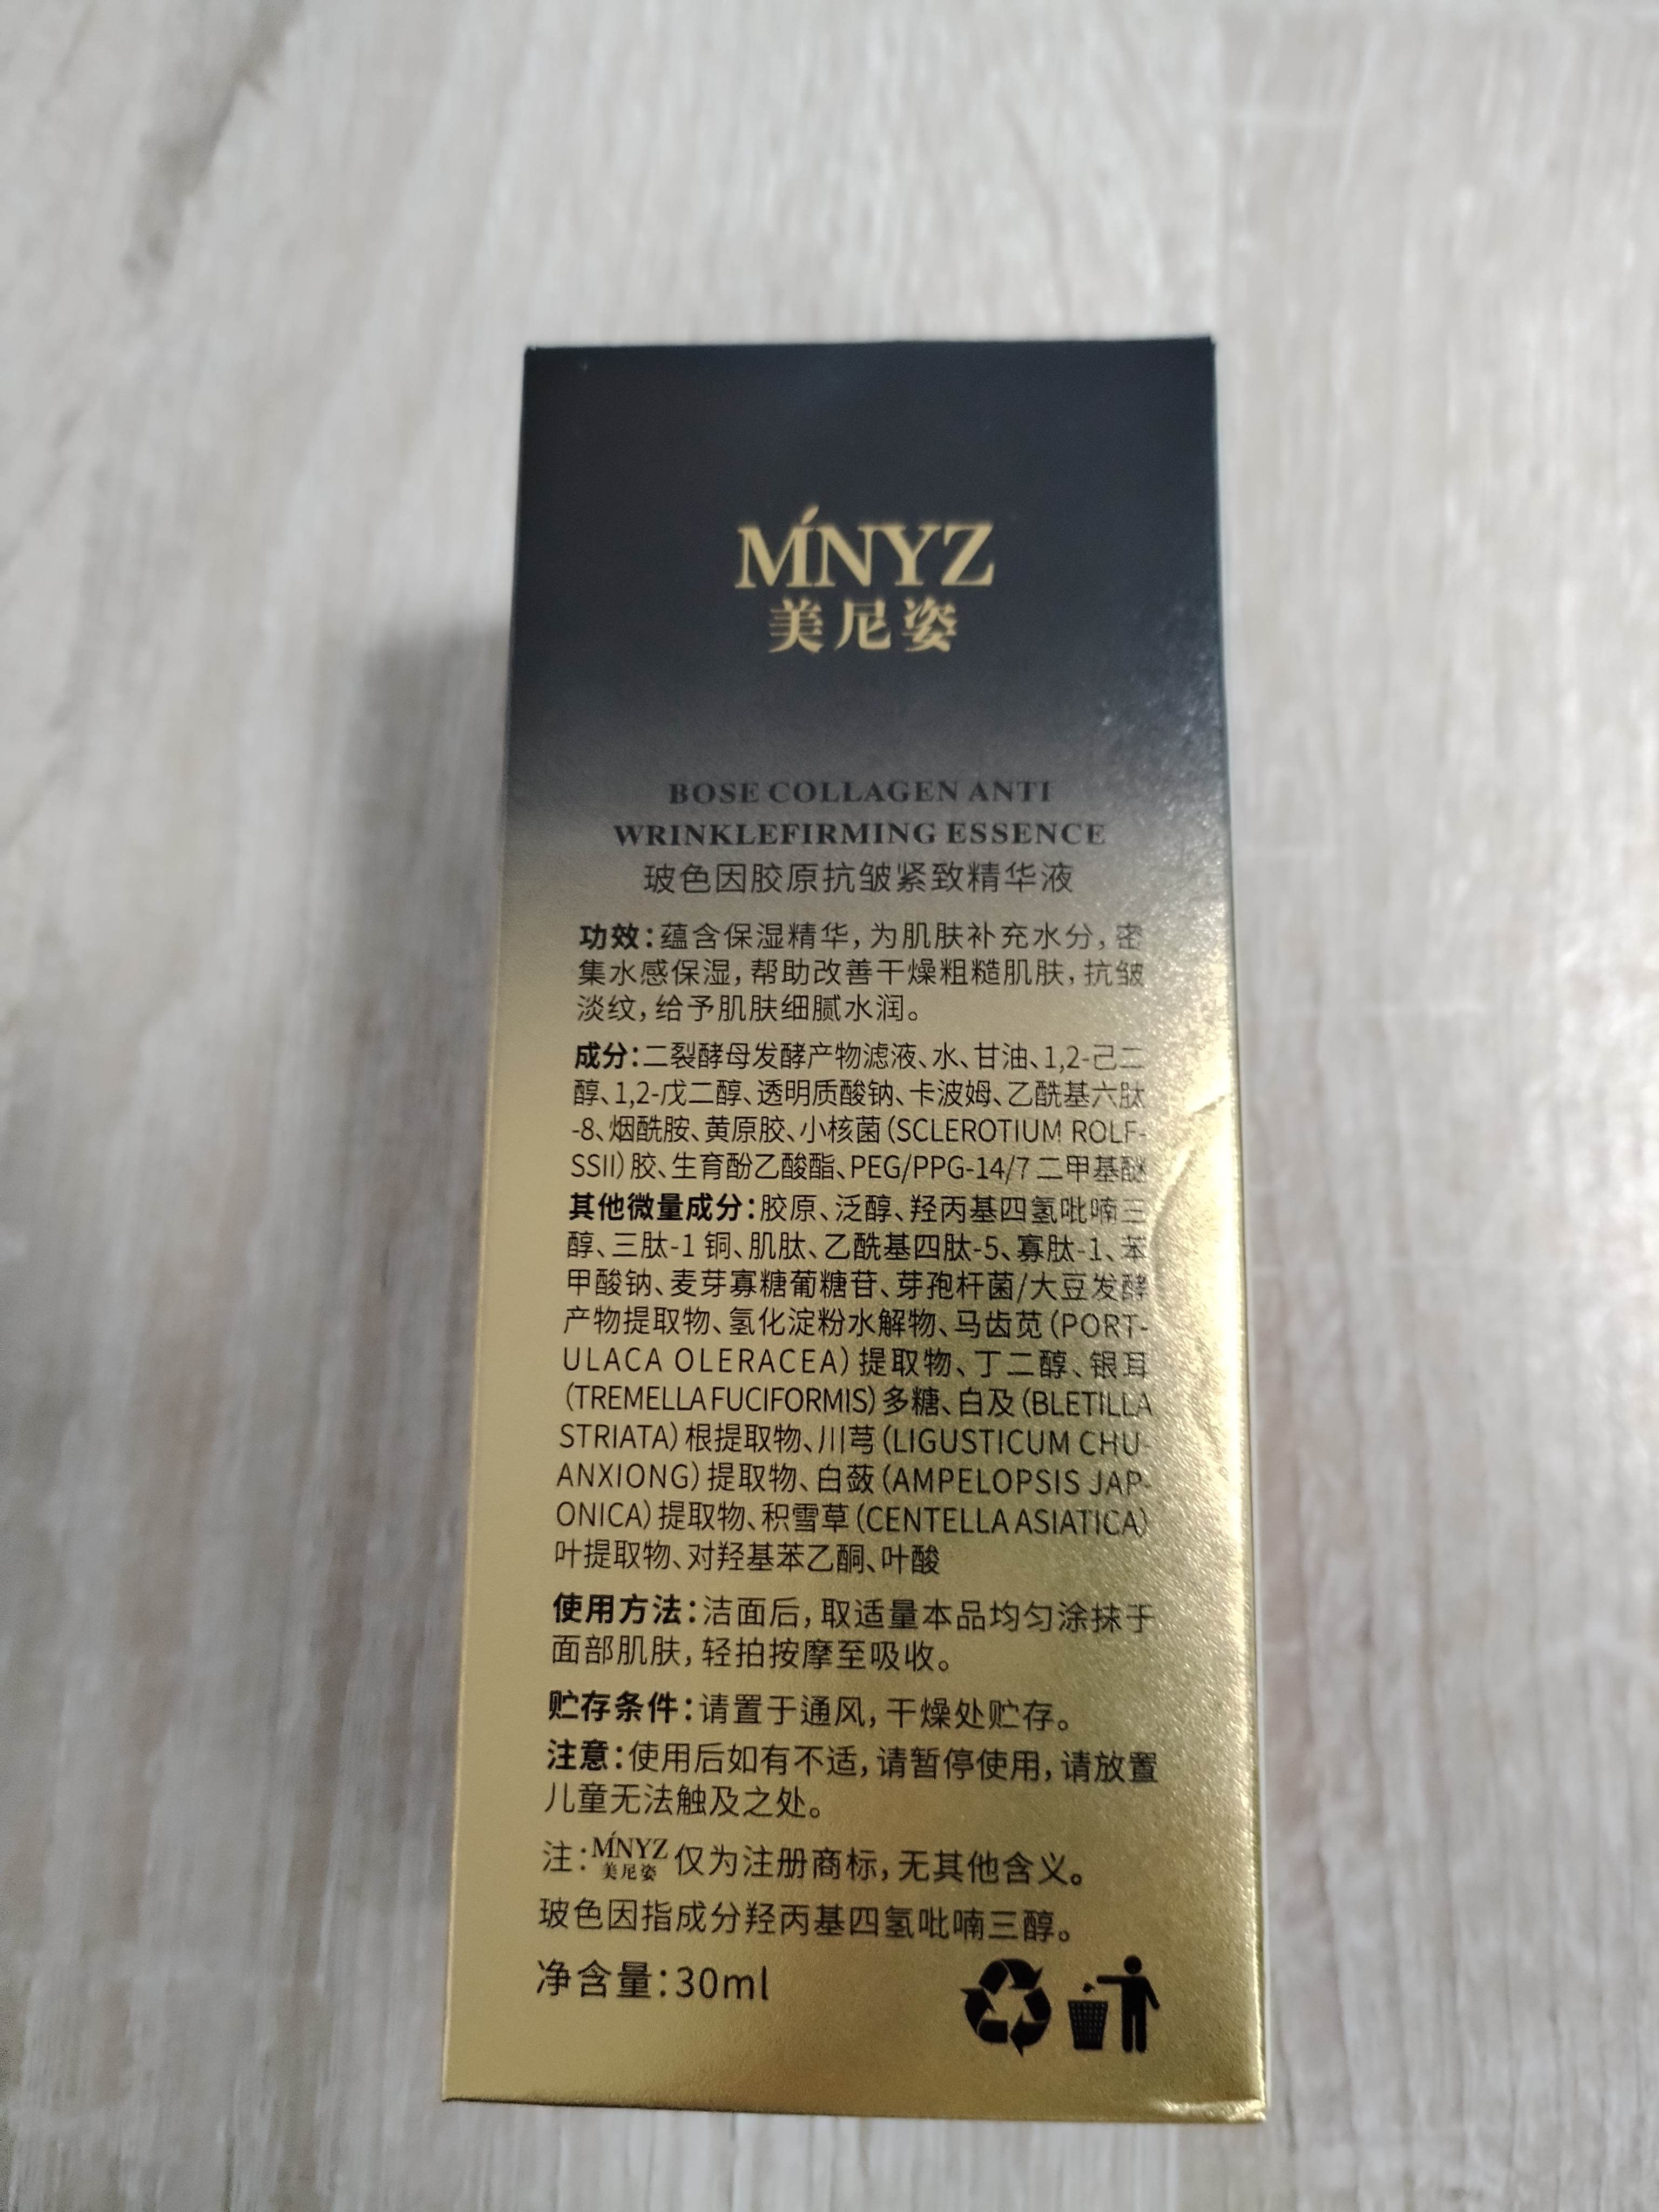 MNYZ
美尼姿
BOSE COLLAGEN ANTI
WRINKLEFIRMING ESSENCE
玻色因胶原抗皱紧致精华液
功效:蕴含保湿精华,为肌肤补充水分,密
集水感保湿,帮助改善干燥粗糙肌肤,抗皱
淡纹,给予肌肤细腻水润。
成分:二裂酵母发酵产物滤液、水、甘油、1,2-己二
醇、1,2-戊二醇、透明质酸钠、卡波姆、乙酰基六肽
-8、烟酰胺、黄原胶、小核菌(SCLEROTIUM ROLF-
SSII)胶、生育酚乙酸酯、PEG/PPG-14/7 二甲基醚
其他微量成分:胶原、泛醇、羟丙基四氢吡喃三
醇、三肽-1 铜、肌肽、乙酰基四肽-5、寡肽-1、苯
甲酸钠、麦芽寡糖葡糖苷、芽孢杆菌/大豆发酵
产物提取物、氢化淀粉水解物、马齿苋(PORT-
ULACA OLERACEA)提取物、丁二醇、银耳
(TREMELLA FUCIFORMIS)多糖、白及(BLETILLA
STRIATA)根提取物、川芎(LIGUSTICUM CHU-
ANXIONG)提取物、白蔹(AMPELOPSIS JAP-
ONICA)提取物、积雪草(CENTELLA ASIATICA)
叶提取物、对羟基苯乙酮、叶酸
使用方法:洁面后,取适量本品均匀涂抹于
面部肌肤,轻拍按摩至吸收。
贮存条件:请置于通风,干燥处贮存。
注意:使用后如有不适,请暂停使用,请放置
儿童无法触及之处。
注:MNYZ美尼姿仅为注册商标,无其他含义。
玻色因指成分羟丙基四氢吡喃三醇。
净含量:30ml